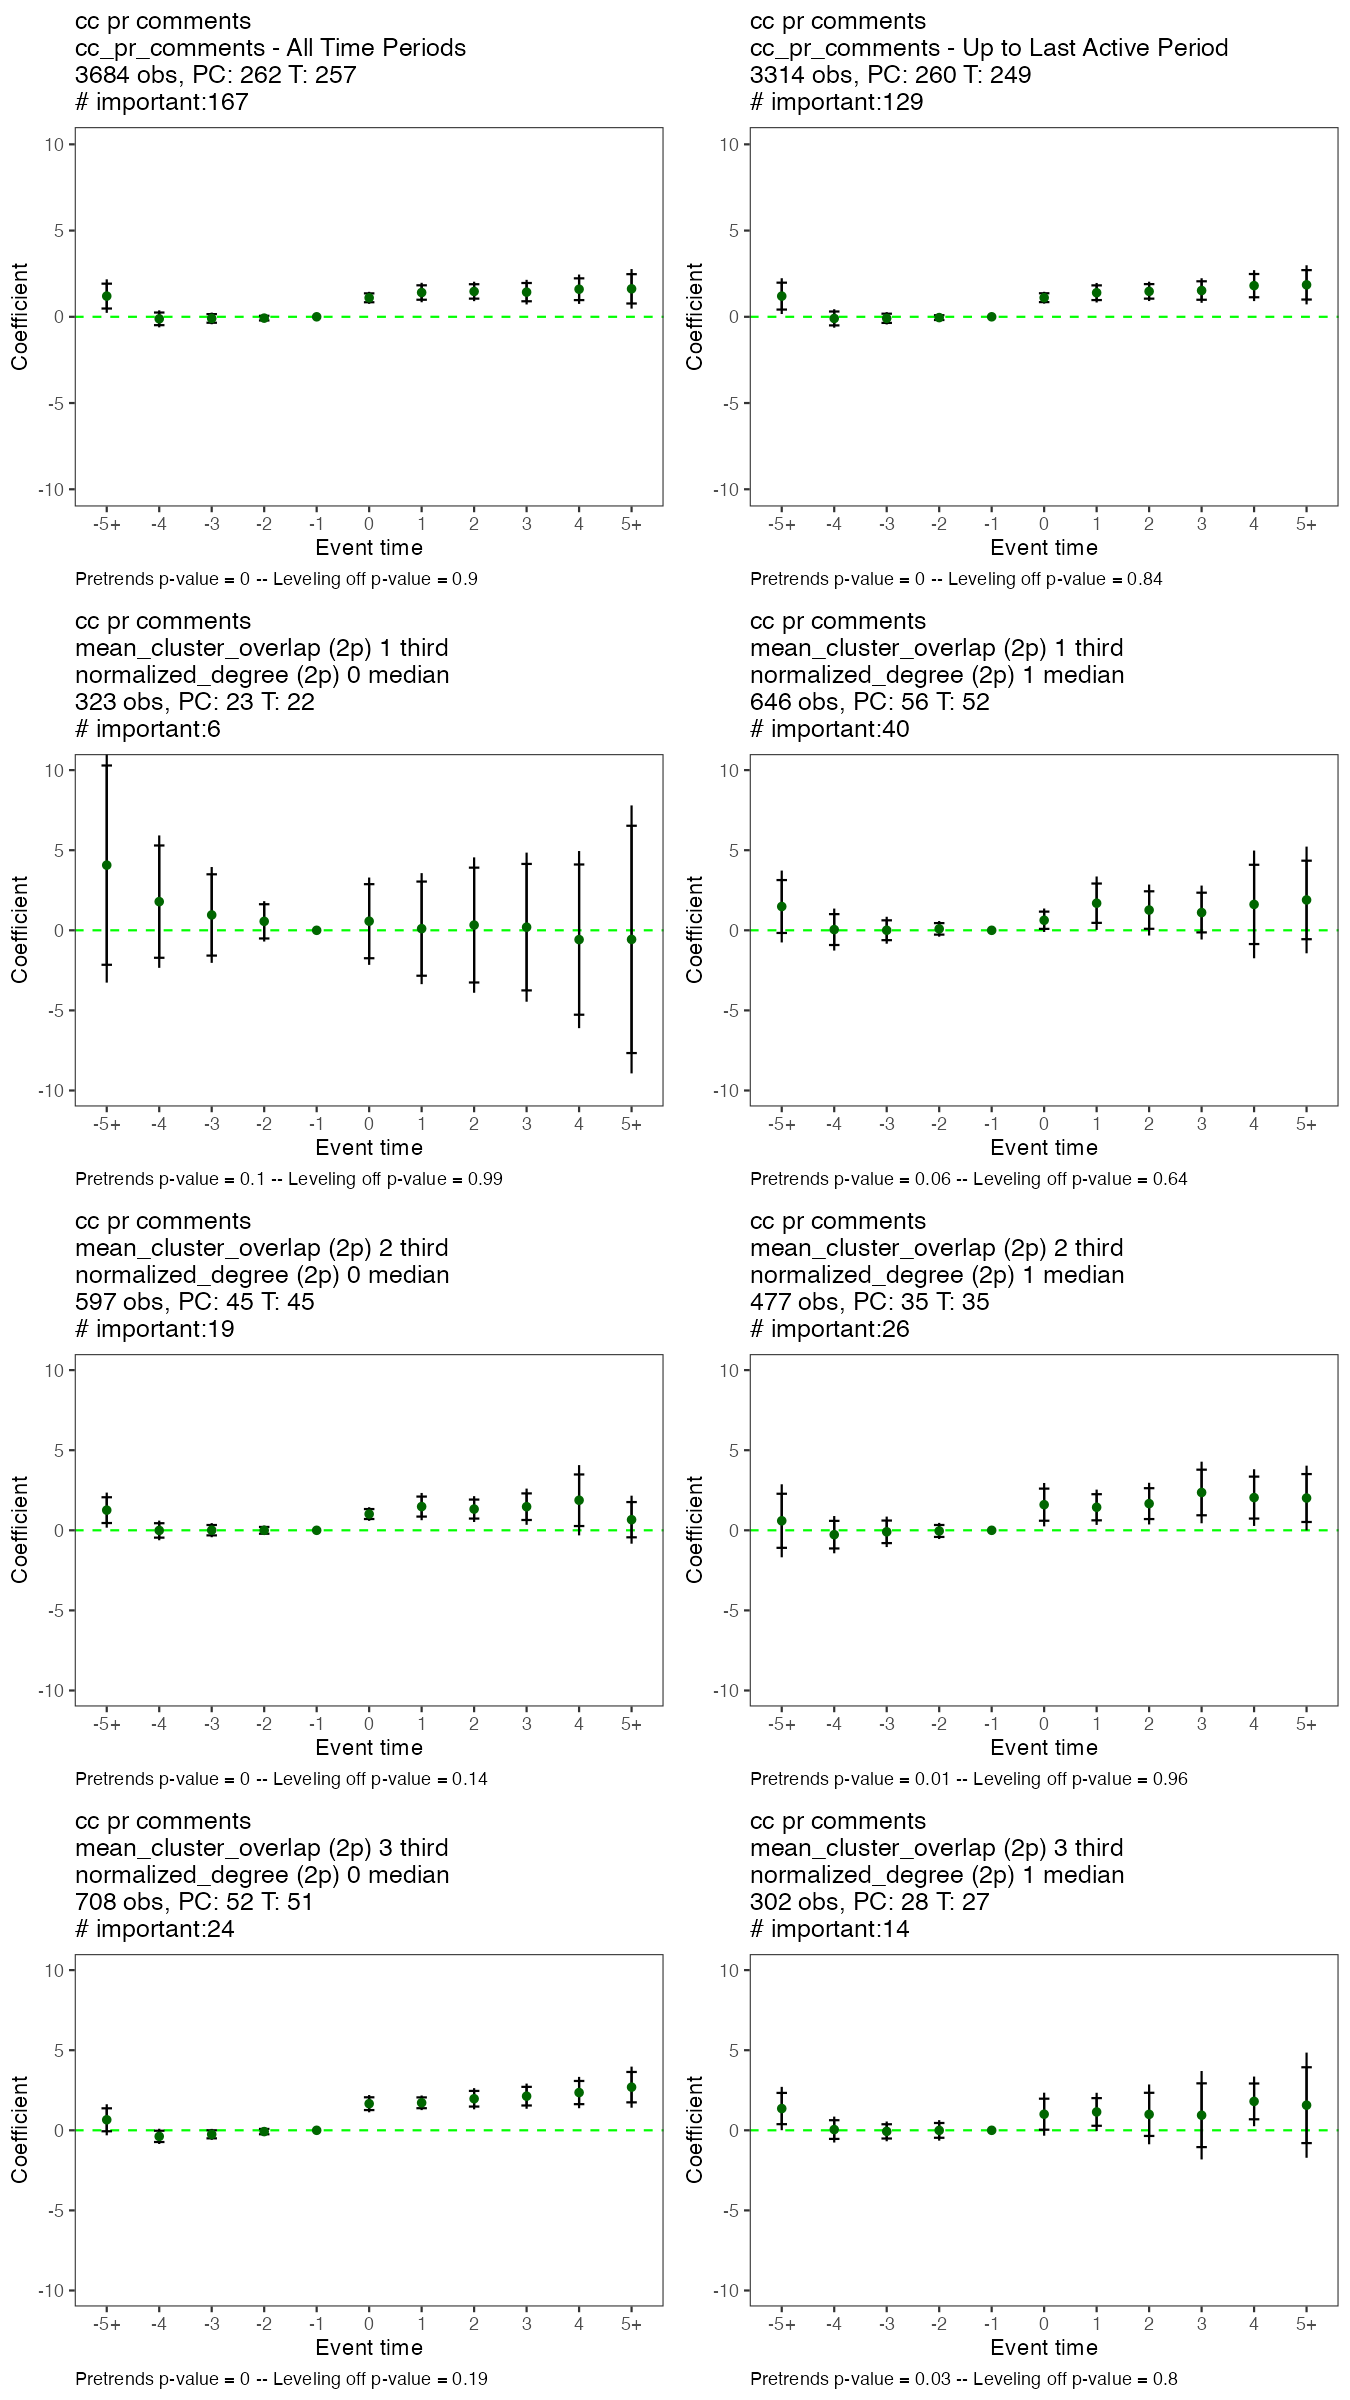 cc pr comments
cc_pr_comments - All Time Periods
3684 obs, PC: 262 T: 257
# important:167
10
5
0
-5
-10
Coefficient
-5+ -4 -3 -2 -1 0 1 2 3 4 5+
Event time
Pretrends p-value = 0 -- Leveling off p-value = 0.9
cc pr comments
cc_pr_comments - Up to Last Active Period
3314 obs, PC: 260 T: 249
# important:129
10
5
0
-5
-10
Coefficient
-5+ -4 -3 -2 -1 0 1 2 3 4 5+
Event time
Pretrends p-value = 0 -- Leveling off p-value = 0.84
cc pr comments
mean_cluster_overlap (2p) 1 third
normalized_degree (2p) 0 median
323 obs, PC: 23 T: 22
# important:6
10
5
0
-5
-10
Coefficient
-5+ -4 -3 -2 -1 0 1 2 3 4 5+
Event time
Pretrends p-value = 0.1 -- Leveling off p-value = 0.99
cc pr comments
mean_cluster_overlap (2p) 1 third
normalized_degree (2p) 1 median
646 obs, PC: 56 T: 52
# important:40
10
5
0
-5
-10
Coefficient
-5+ -4 -3 -2 -1 0 1 2 3 4 5+
Event time
Pretrends p-value = 0.06 -- Leveling off p-value = 0.64
cc pr comments
mean_cluster_overlap (2p) 2 third
normalized_degree (2p) 0 median
597 obs, PC: 45 T: 45
# important:19
10
5
0
-5
-10
Coefficient
-5+ -4 -3 -2 -1 0 1 2 3 4 5+
Event time
Pretrends p-value = 0 -- Leveling off p-value = 0.14
cc pr comments
mean_cluster_overlap (2p) 2 third
normalized_degree (2p) 1 median
477 obs, PC: 35 T: 35
# important:26
10
5
0
-5
-10
Coefficient
-5+ -4 -3 -2 -1 0 1 2 3 4 5+
Event time
Pretrends p-value = 0.01 -- Leveling off p-value = 0.96
cc pr comments
mean_cluster_overlap (2p) 3 third
normalized_degree (2p) 0 median
708 obs, PC: 52 T: 51
# important:24
10
5
0
-5
-10
Coefficient
-5+ -4 -3 -2 -1 0 1 2 3 4 5+
Event time
Pretrends p-value = 0 -- Leveling off p-value = 0.19
cc pr comments
mean_cluster_overlap (2p) 3 third
normalized_degree (2p) 1 median
302 obs, PC: 28 T: 27
# important:14
10
5
0
-5
-10
Coefficient
-5+ -4 -3 -2 -1 0 1 2 3 4 5+
Event time
Pretrends p-value = 0.03 -- Leveling off p-value = 0.8